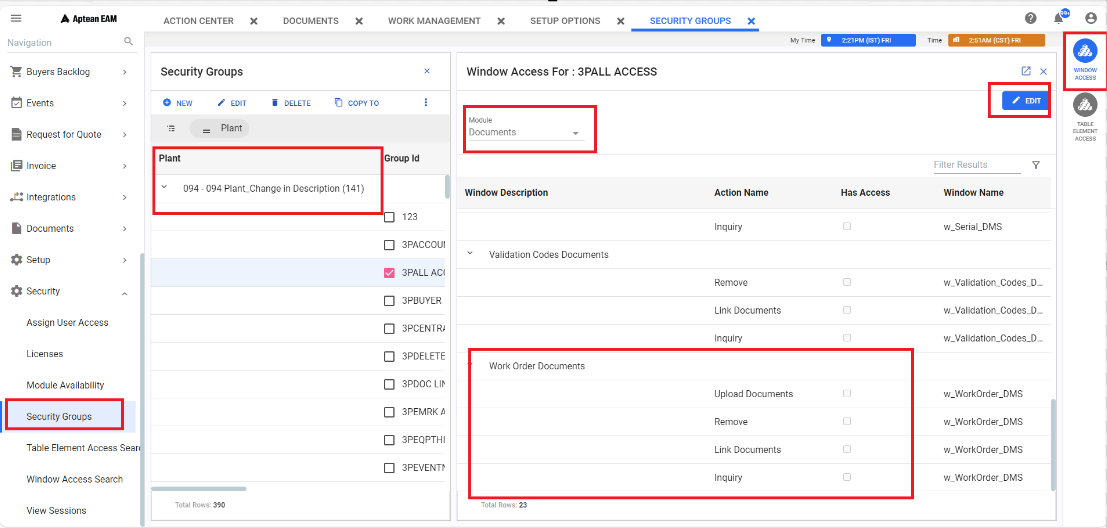 Aptean EAM
ACTION CENTER
DOCUMENTS
WORK MANAGEMENT
SETUP OPTIONS
SECURITY GROUPS
99+
My Time
2:21PM (IST) FRI
Time
2:51AM (CST) FRI
Navigation
Buyers Backlog
Events
Request for Quote
Invoice
Integrations
Documents
Setup
Security
Assign User Access
Licenses
Module Availability
Security Groups
Table Element Access Sear
Window Access Search
View Sessions
Security Groups
NEW
EDIT
DELETE
COPY TO
Plant
Plant Group Id
094 - 094 Plant_Change in Description (141)
123
3PACCOUN
3PALL ACC
3PBUYER
3PCENTRA
3PDELETE
3PDOC LIN
3PEMRK A
3PEQPTHI
3PEVENTN
Total Rows: 390
Window Access For : 3PALL ACCESS
EDIT
Module
Documents
Filter Results
Window Description Action Name Has Access Window Name
Inquiry w_Serial_DMS
Validation Codes Documents
Remove w_Validation_Codes_D...
Link Documents w_Validation_Codes_D...
Inquiry w_Validation_Codes_D...
Work Order Documents
Upload Documents w_WorkOrder_DMS
Remove w_WorkOrder_DMS
Link Documents w_WorkOrder_DMS
Inquiry w_WorkOrder_DMS
Total Rows: 23
WINDOW
ACCESS
TABLE
ELEMENT
ACCESS